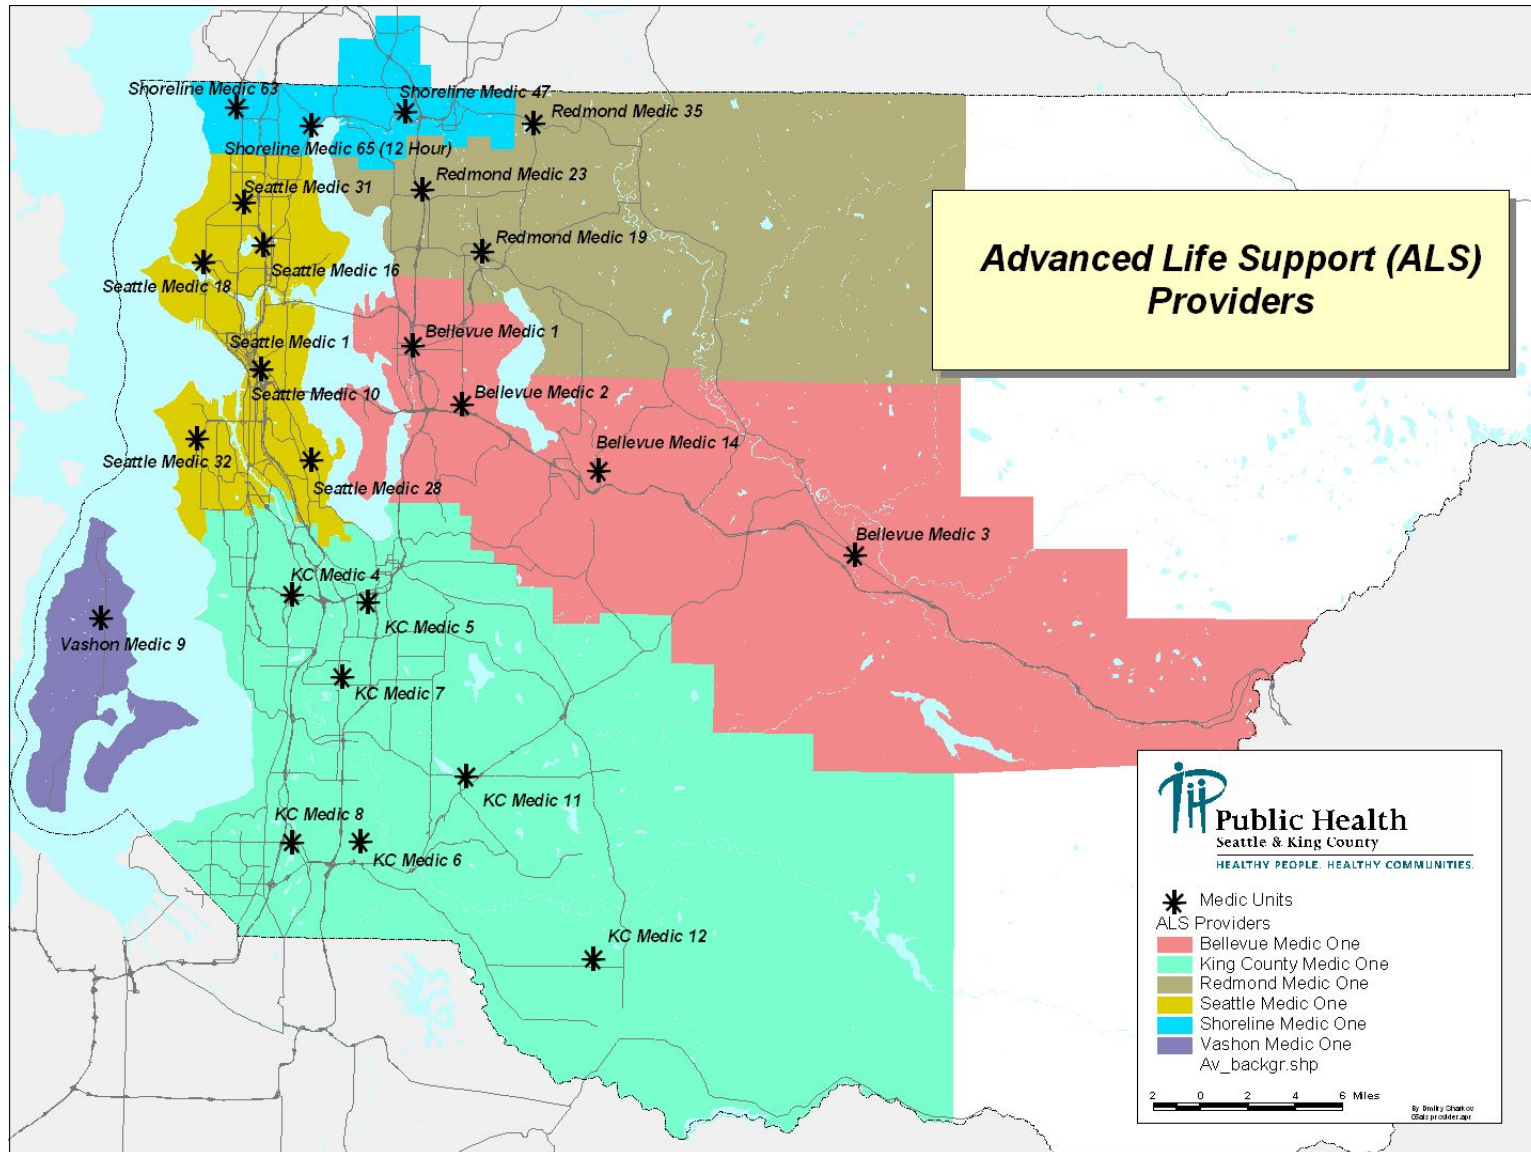 Shoreline Medic 63
Shoreline Medic 47
Redmond Medic 35
Shoreline Medic 65 (12 Hour)
Seattle Medic 31
Redmond Medic 23
Redmond Medic 19
Seattle Medic 16
Seattle Medic 18
Advanced Life Support (ALS)
Providers
Seattle Medic 1
Bellevue Medic 1
Seattle Medic 10
Bellevue Medic 2
Bellevue Medic 14
Seattle Medic 32
Seattle Medic 28
Bellevue Medic 3
KC Medic 4
KC Medic 5
Vashon Medic 9
KC Medic 7
KC Medic 11
KC Medic 8
KC Medic 6
KC Medic 12
Public Health
Seattle & King County
HEALTHY PEOPLE. HEALTHY COMMUNITIES.
Medic Units
ALS Providers
Bellevue Medic One
King County Medic One
Redmond Medic One
Seattle Medic One
Shoreline Medic One
Vashon Medic One
Av_backgr.shp
2 0 2 4 6 Miles
By Dmitry Sharkov